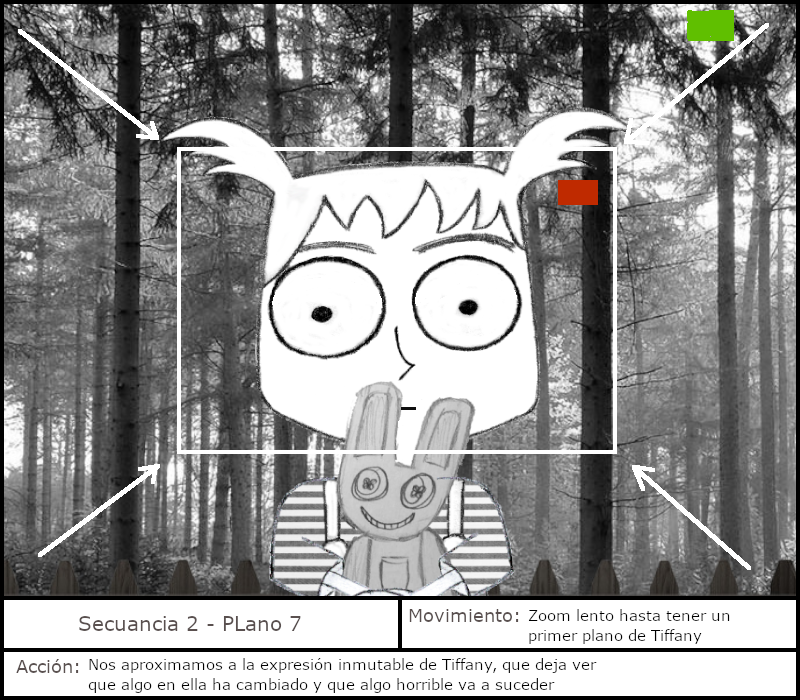 Secuancia 2 - PLano 7
Movimiento: Zoom lento hasta tener un
primer plano de Tiffany
Acción: Nos aproximamos a la expresión inmutable de Tiffany, que deja ver
que algo en ella ha cambiado y que algo horrible va a suceder